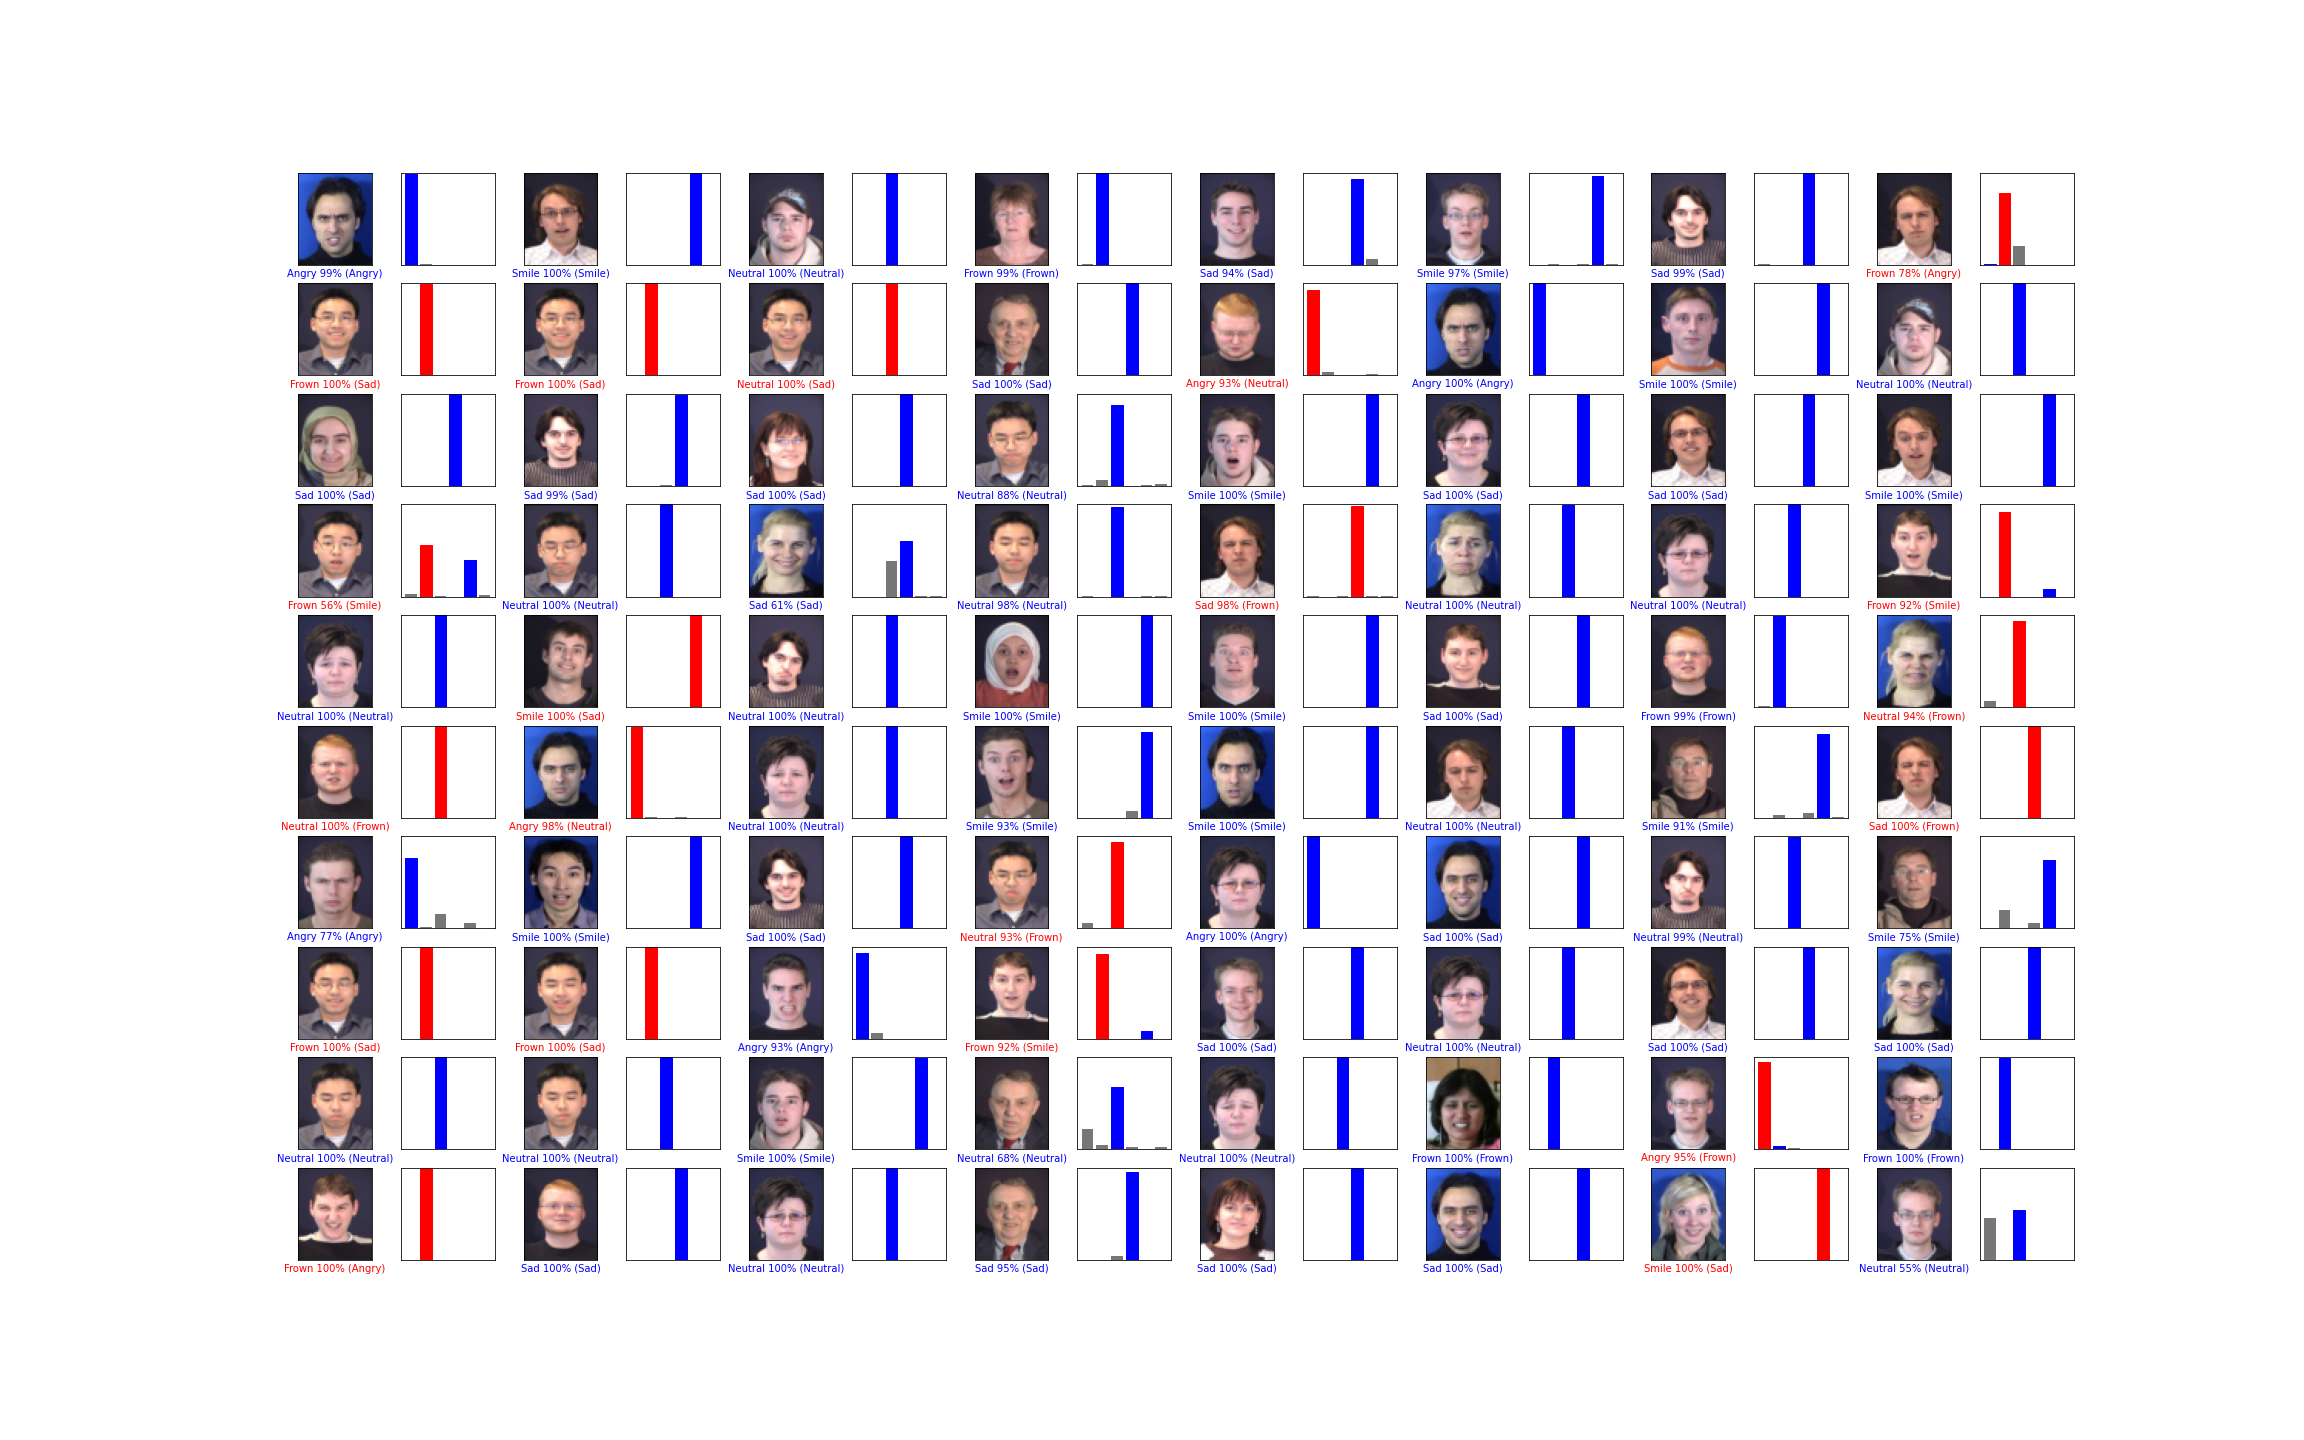 Angry 99% (Angry)
Smile 100% (Smile)
Neutral 100% (Neutral)
Frown 99% (Frown)
Sad 94% (Sad)
Smile 97% (Smile)
Sad 99% (Sad)
Frown 78% (Angry)
Frown 100% (Sad)
Frown 100% (Sad)
Neutral 100% (Sad)
Sad 100% (Sad)
Angry 93% (Neutral)
Angry 100% (Angry)
Smile 100% (Smile)
Neutral 100% (Neutral)
Sad 100% (Sad)
Sad 99% (Sad)
Sad 100% (Sad)
Neutral 88% (Neutral)
Smile 100% (Smile)
Sad 100% (Sad)
Sad 100% (Sad)
Smile 100% (Smile)
Frown 56% (Smile)
Neutral 100% (Neutral)
Sad 61% (Sad)
Neutral 98% (Neutral)
Sad 98% (Frown)
Neutral 100% (Neutral)
Neutral 100% (Neutral)
Frown 92% (Smile)
Neutral 100% (Neutral)
Smile 100% (Sad)
Neutral 100% (Neutral)
Smile 100% (Smile)
Smile 100% (Smile)
Sad 100% (Sad)
Frown 99% (Frown)
Neutral 94% (Frown)
Neutral 100% (Frown)
Angry 98% (Neutral)
Neutral 100% (Neutral)
Smile 93% (Smile)
Smile 100% (Smile)
Neutral 100% (Neutral)
Smile 91% (Smile)
Sad 100% (Frown)
Angry 77% (Angry)
Smile 100% (Smile)
Sad 100% (Sad)
Neutral 93% (Frown)
Angry 100% (Angry)
Sad 100% (Sad)
Neutral 99% (Neutral)
Smile 75% (Smile)
Frown 100% (Sad)
Frown 100% (Sad)
Angry 93% (Angry)
Frown 92% (Smile)
Sad 100% (Sad)
Neutral 100% (Neutral)
Sad 100% (Sad)
Sad 100% (Sad)
Neutral 100% (Neutral)
Neutral 100% (Neutral)
Smile 100% (Smile)
Neutral 68% (Neutral)
Neutral 100% (Neutral)
Frown 100% (Frown)
Angry 95% (Frown)
Frown 100% (Frown)
Frown 100% (Angry)
Sad 100% (Sad)
Neutral 100% (Neutral)
Sad 95% (Sad)
Sad 100% (Sad)
Sad 100% (Sad)
Smile 100% (Sad)
Neutral 55% (Neutral)